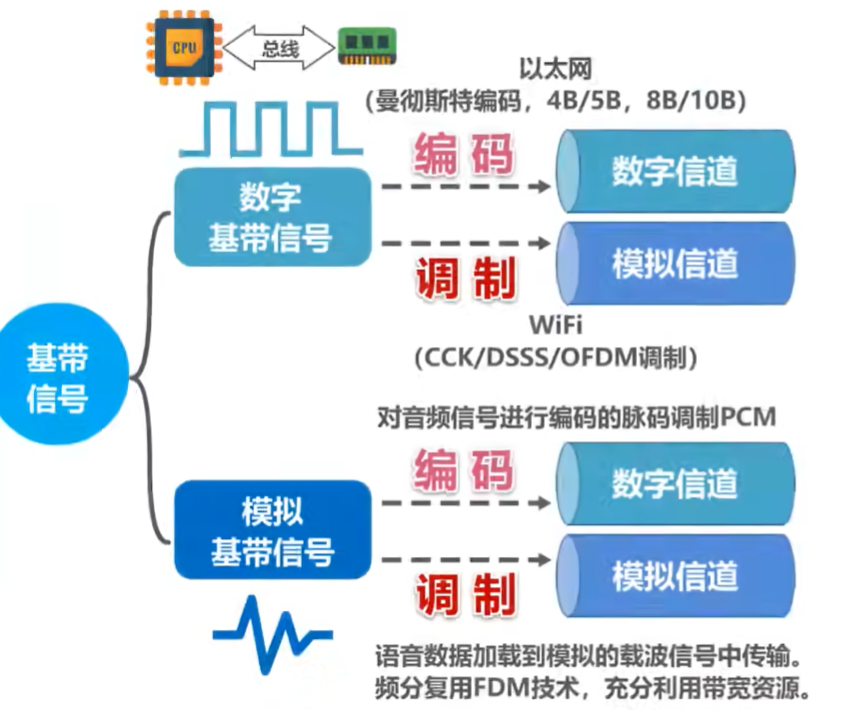 CPU
总线
以太网
（曼彻斯特编码，4B/5B，8B/10B）
编码
数字信道
数字
基带信号
模拟信道
调制
WiFi
（CCK/DSSS/OFDM调制）
基带
信号
对音频信号进行编码的脉码调制PCM
编码
数字信道
模拟
基带信号
模拟信道
调制
语音数据加载到模拟的载波信号中传输。
频分复用FDM技术，充分利用带宽资源。